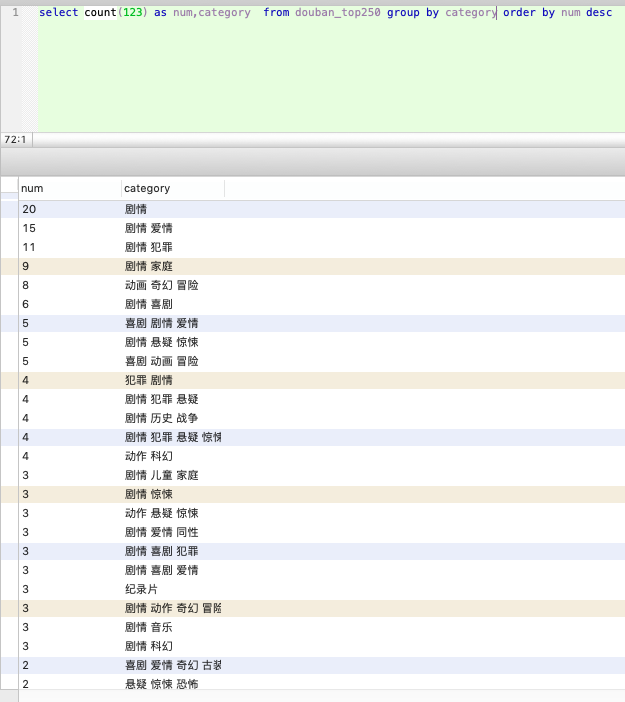 1 select count(123) as num,category  from douban_top250 group by category order by num desc
72:1
num category
20 剧情
15 剧情 爱情
11 剧情 犯罪
9 剧情 家庭
8 动画 奇幻 冒险
6 剧情 喜剧
5 喜剧 剧情 爱情
5 剧情 悬疑 惊悚
5 喜剧 动画 冒险
4 犯罪 剧情
4 剧情 犯罪 悬疑
4 剧情 历史 战争
4 剧情 犯罪 悬疑 惊悚
4 动作 科幻
3 剧情 儿童 家庭
3 剧情 惊悚
3 动作 悬疑 惊悚
3 剧情 爱情 同性
3 剧情 喜剧 犯罪
3 剧情 喜剧 爱情
3 纪录片
3 剧情 动作 奇幻 冒险
3 剧情 音乐
3 剧情 科幻
2 喜剧 爱情 奇幻 古装
2 悬疑 惊悚 恐怖